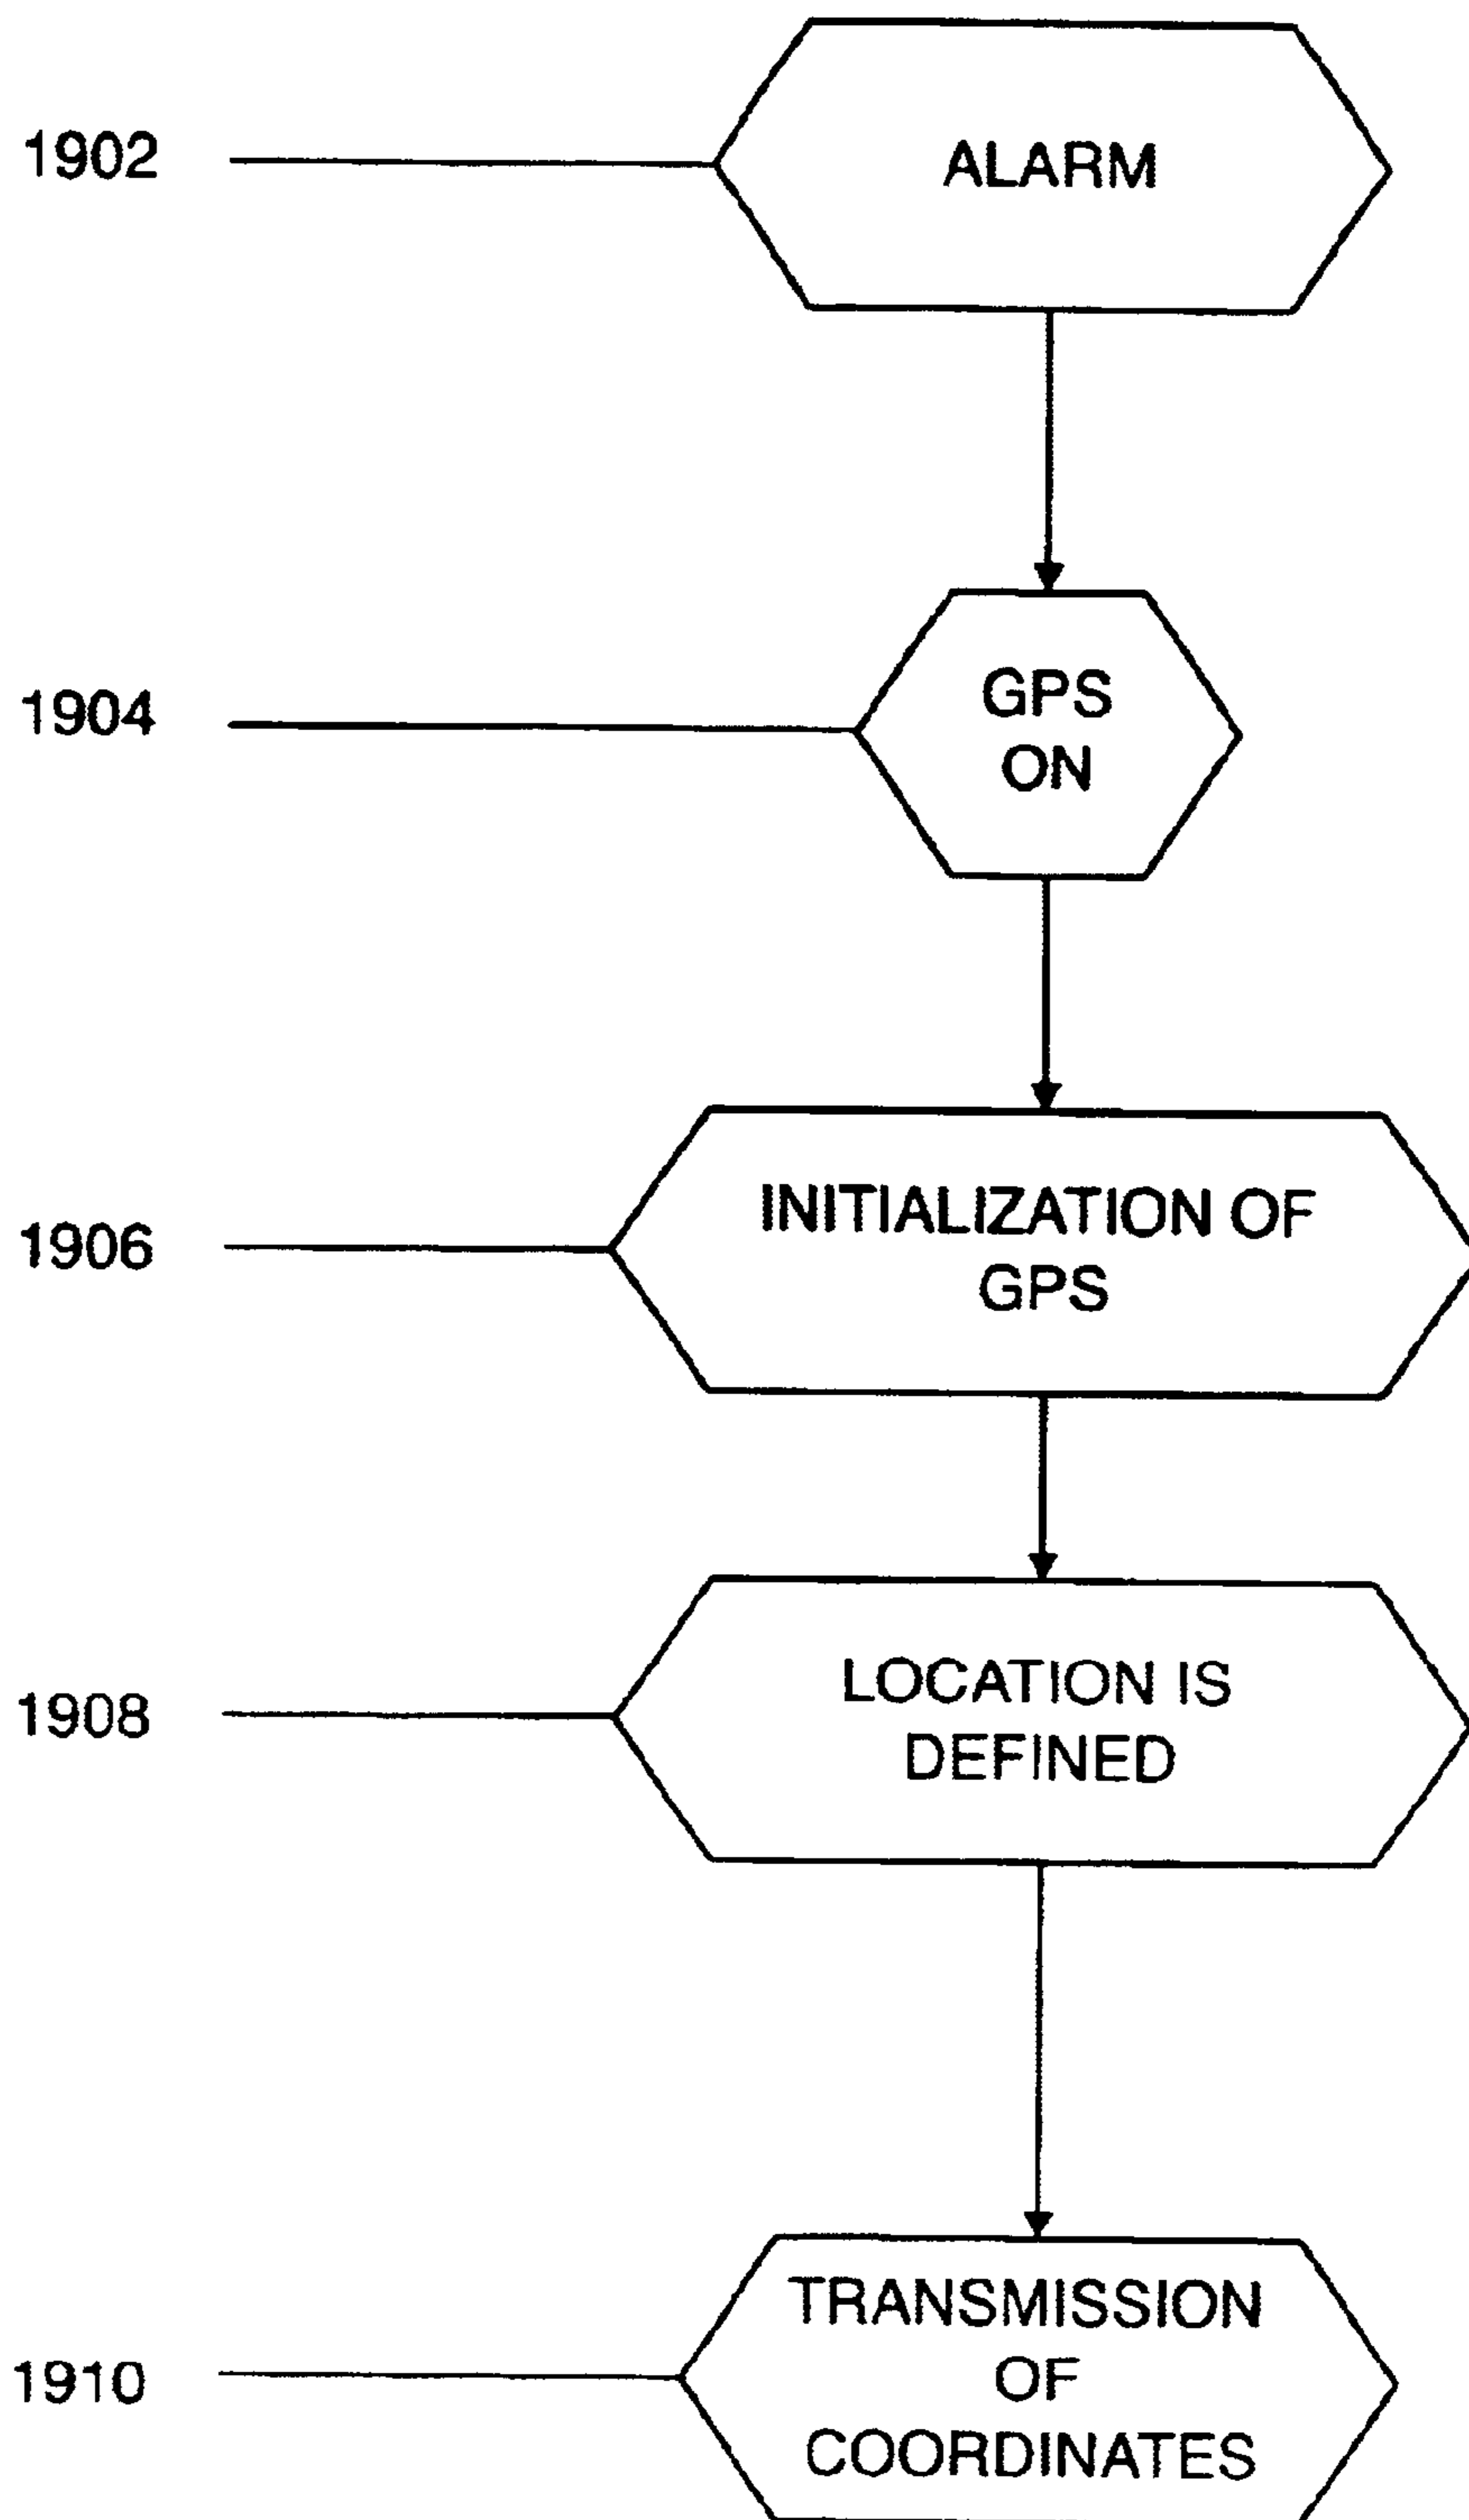 1902
ALARM
1904
GPS
ON
1906
INITIALIZATION OF
GPS
1908
LOCATION IS
DEFINED
1910
TRANSMISSION
OF
COORDINATES